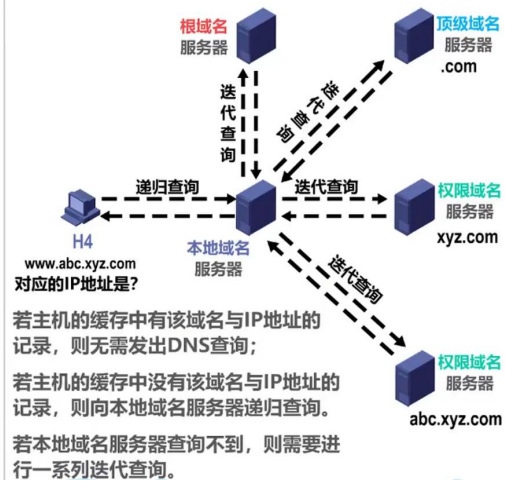 根域名
服务器
顶级域名
服务器
.com
迭代查询
迭代查询
递归查询
迭代查询
权限域名
服务器
xyz.com
H4
本地域名
服务器
www.abc.xyz.com
对应的IP地址是?
迭代查询
若主机的缓存中有该域名与IP地址的
记录，则无需发出DNS查询；
权限域名
服务器
abc.xyz.com
若主机的缓存中没有该域名与IP地址的
记录，则向本地域名服务器递归查询。
若本地域名服务器查询不到，则需要进
行一系列迭代查询。